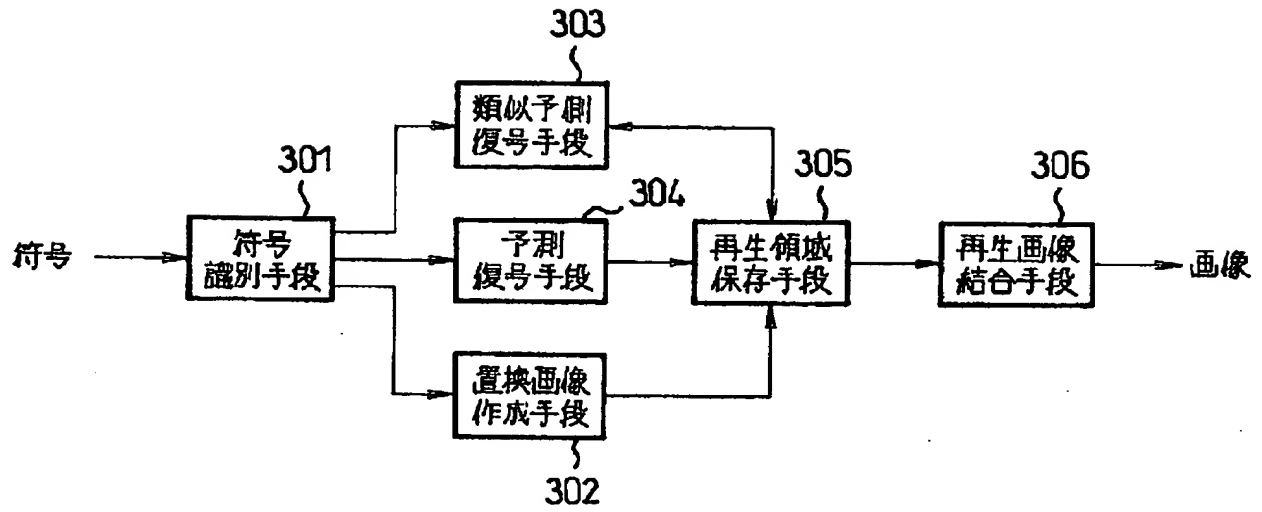 303
類似予測
復号手段
301
304
305
306
符号
符号
識別手段
予測
復号手段
再生領域
保存手段
再生画像
結合手段
画像
置換画像
作成手段
302